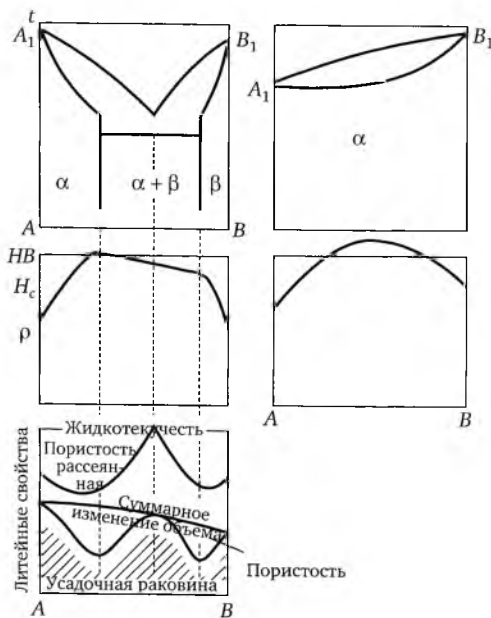 t
A₁
B₁
α
α + β
β
A
B
A₁
B₁
α
HB
Hc
ρ
A
B
Литейные свойства
Жидкотекучесть
Пористость
рассеян-
ная
Суммарное
изменение объема
Пористость
Усадочная раковина
A
B